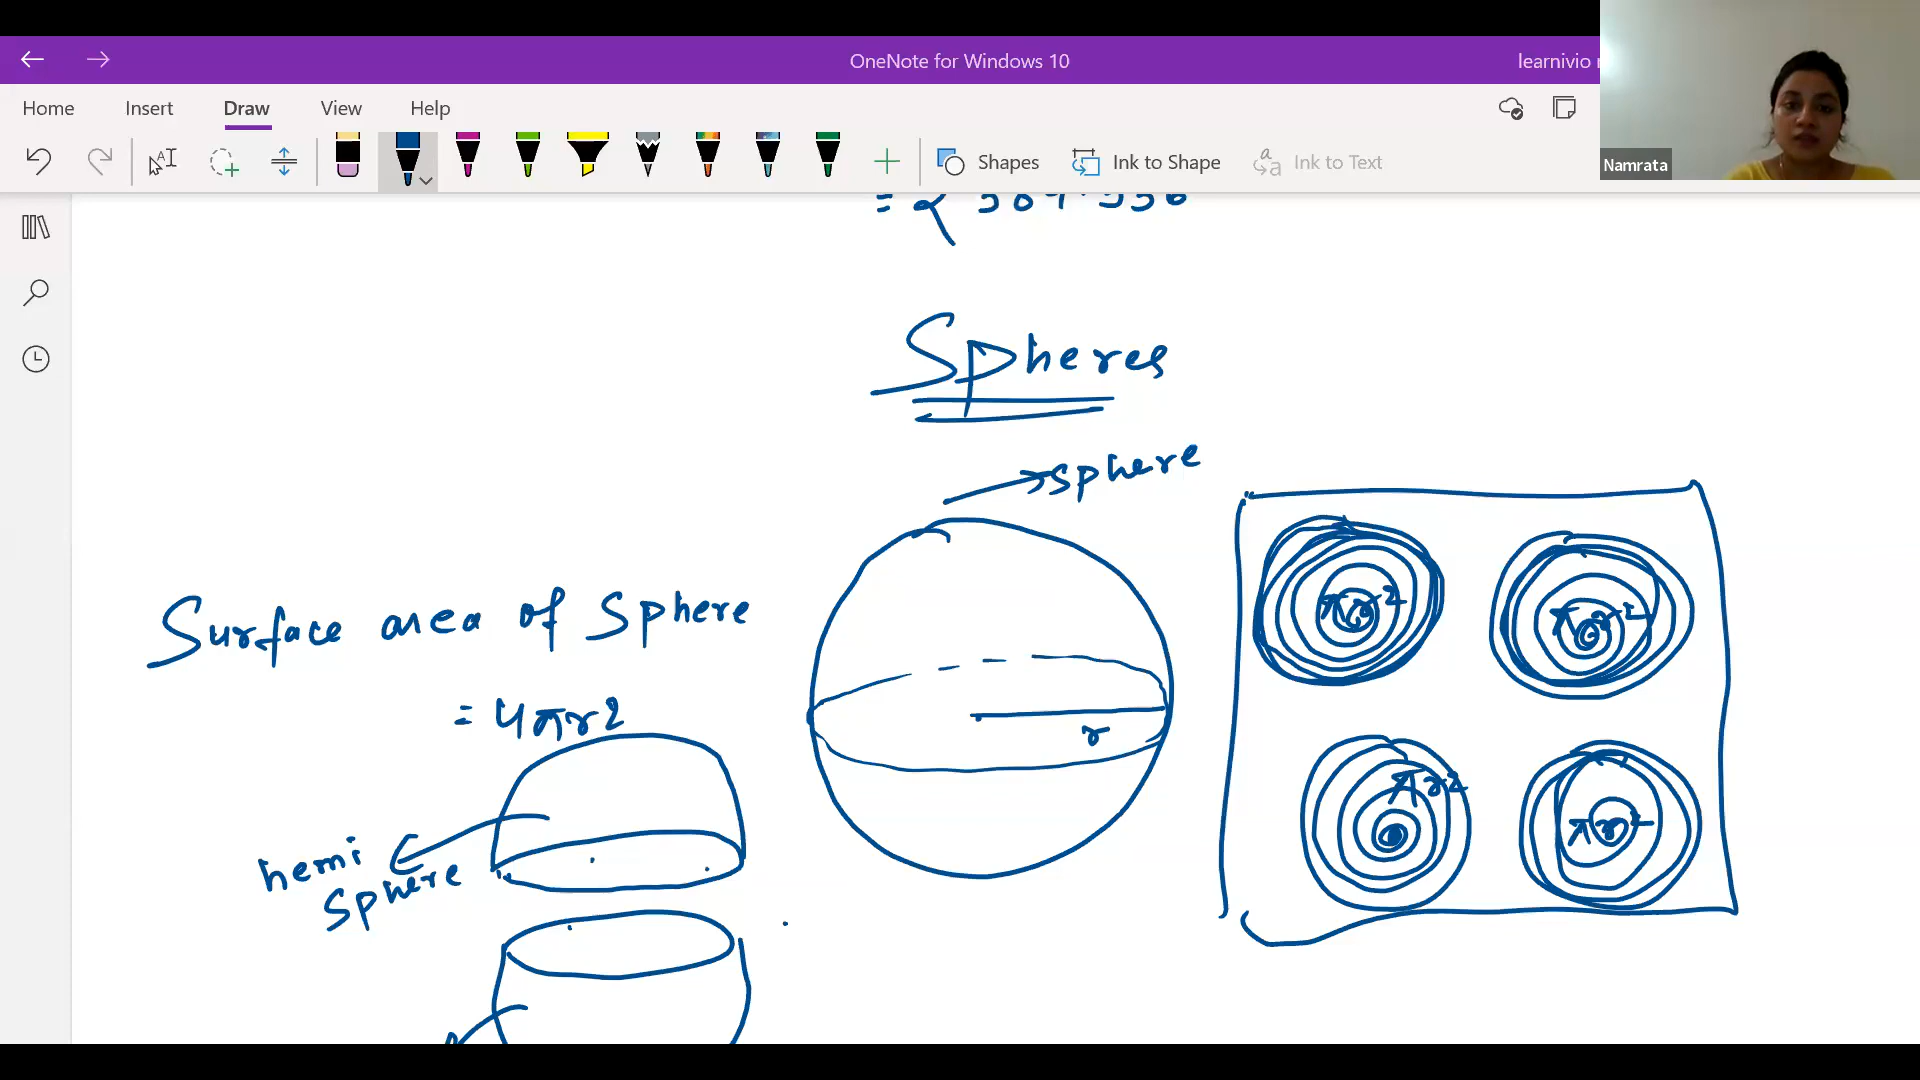 OneNote for Windows 10
learnivio
Home Insert Draw View Help
Shapes Ink to Shape Ink to Text
Namrata
Spheres
sphere
Surface area of Sphere
= 4πr2
r
πr2
πr2
πr2
πr2
hemi
sphere